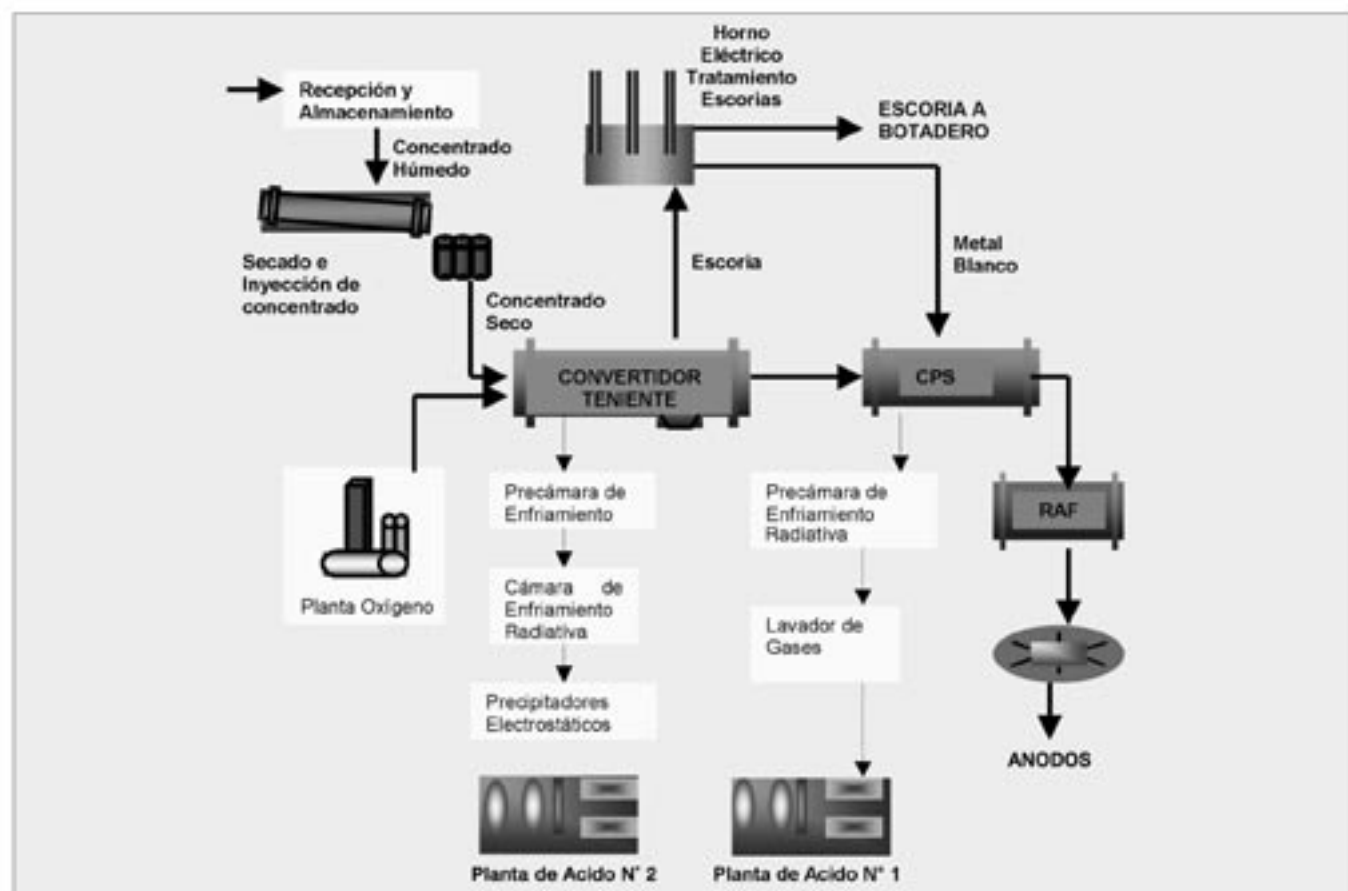 Horno
Eléctrico
Tratamiento
Escorias
Recepción y
Almacenamiento
ESCORIA A
BOTADERO
Concentrado
Húmedo
Secado e
Inyección de
concentrado
Escoria
Metal
Blanco
Concentrado
Seco
CONVERTIDOR
TENIENTE
CPS
RAF
Planta Oxígeno
Precámara de
Enfriamiento
Precámara de
Enfriamiento
Radiativa
Cámara de
Enfriamiento
Radiativa
Lavador de
Gases
Precipitadores
Electrostáticos
ANODOS
Planta de Acido N° 2
Planta de Acido N° 1